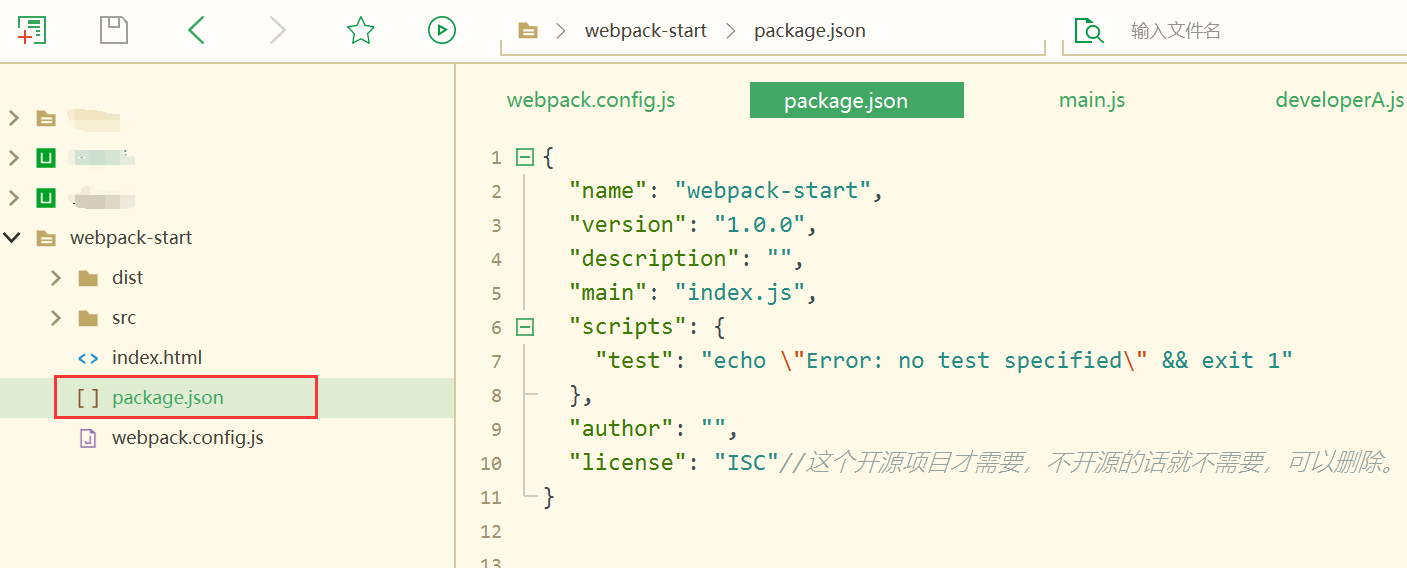 webpack-start
package.json
输入文件名
webpack.config.js
package.json
main.js
developerA.js
webpack-start
dist
src
index.html
package.json
webpack.config.js
1 {
2 "name": "webpack-start",
3 "version": "1.0.0",
4 "description": "",
5 "main": "index.js",
6 "scripts": {
7 "test": "echo \"Error: no test specified\" && exit 1"
8 },
9 "author": "",
10 "license": "ISC"//这个开源项目才需要，不开源的话就不需要，可以删除。
11 }
12
13